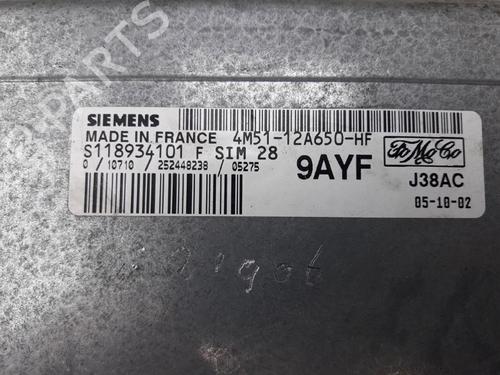 PARTS
SIEMENS
MADE IN FRANCE 4M51-12A650-HF
S118934101 F SIM 28
0 / 10710 / 252448238 / 05275
9AYF
FoMoCo
J38AC
05-10-02